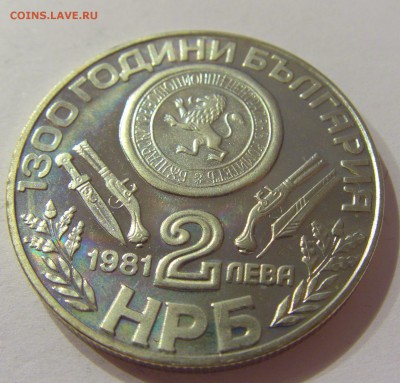 COINS.LAVE.RU
1300 ГОДИНИ БЪЛГАРИЯ
1981 2 ЛЕВА
НРБ